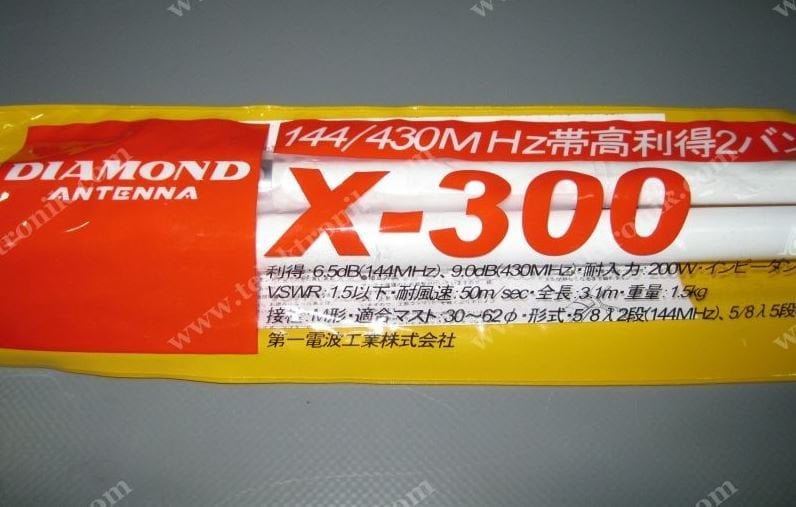 144/430MHz帯高利得2バン
DIAMOND
ANTENNA
X-300
利得:6.5dB(144MHz)、9.0dB(430MHz)・耐入力:200W・インピーダン
VSWR:1.5以下・耐風速:50m/sec・全長:3.1m・重量:1.5kg
接栓:M形・適合マスト:30〜62φ・形式・5/8λ2段(144MHz)、5/8λ5段
第一電波工業株式会社